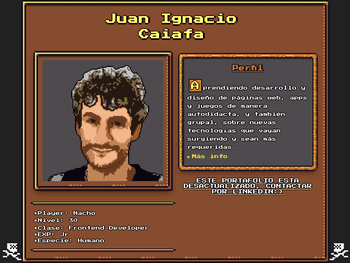 Juan Ignacio
Caiafa
Perfil
Aprendiendo desarrollo y
diseño de páginas web, apps
y juegos de manera
autodidacta, y también
grupal, sobre nuevas
tecnologías que vayan
surgiendo y sean más
requeridas.
Más info
ESTE PORTAFOLIO ESTA
DESACTUALIZADO, CONTACTAR
POR LINKEDIN:)
Player: Nacho
Nivel: 30
Clase: Frontend Developer
EXP: Jr
Especie: Humano